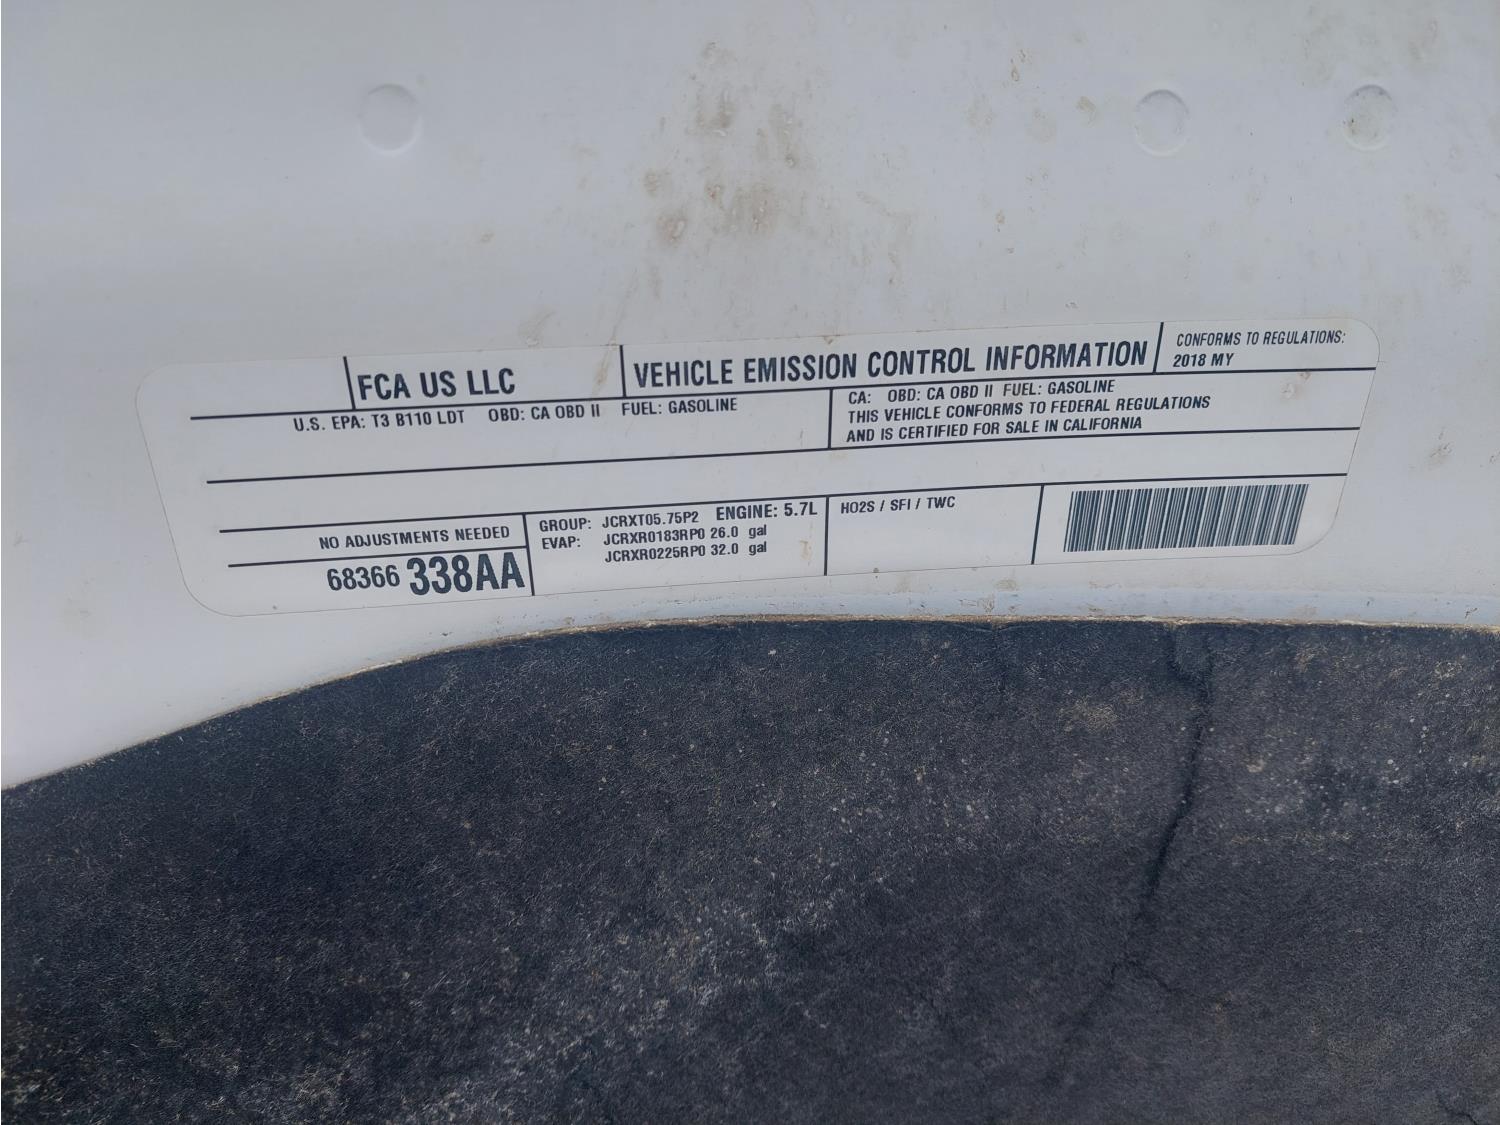 FCA US LLC
VEHICLE EMISSION CONTROL INFORMATION
CONFORMS TO REGULATIONS:
2018 MY
U.S. EPA: T3 B110 LDT OBD: CA OBD II FUEL: GASOLINE
CA: OBD: CA OBD II FUEL: GASOLINE
THIS VEHICLE CONFORMS TO FEDERAL REGULATIONS
AND IS CERTIFIED FOR SALE IN CALIFORNIA
NO ADJUSTMENTS NEEDED
68366 338AA
GROUP: JCRXT05.75P2 ENGINE: 5.7L
EVAP: JCRXR0183RP0 26.0 gal
JCRXR0225RP0 32.0 gal
HO2S / SFI / TWC